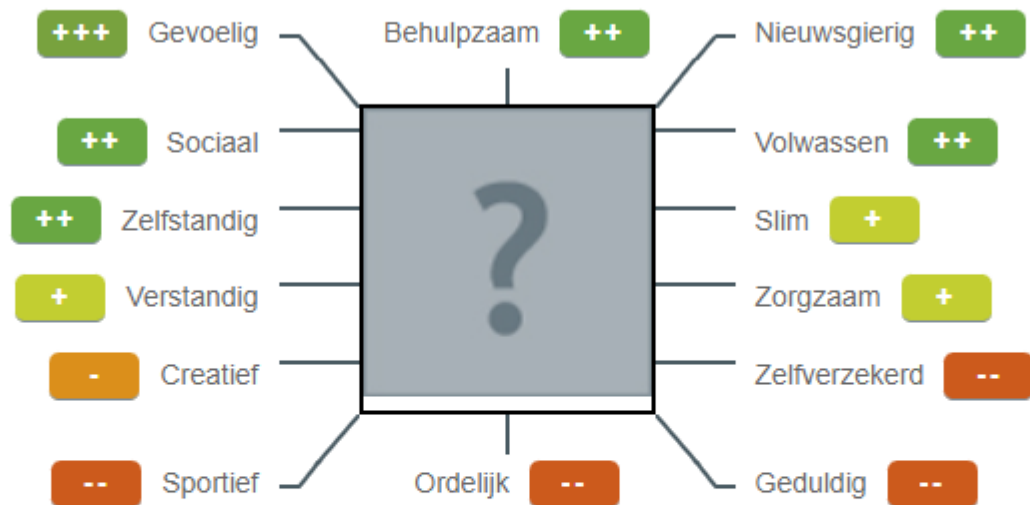 +++ Gevoelig Behulpzaam ++ Nieuwsgierig ++
++ Sociaal Volwassen ++
++ Zelfstandig Slim +
+ Verstandig Zorgzaam +
- Creatief Zelfverzekerd --
-- Sportief Ordelijk -- Geduldig --
?